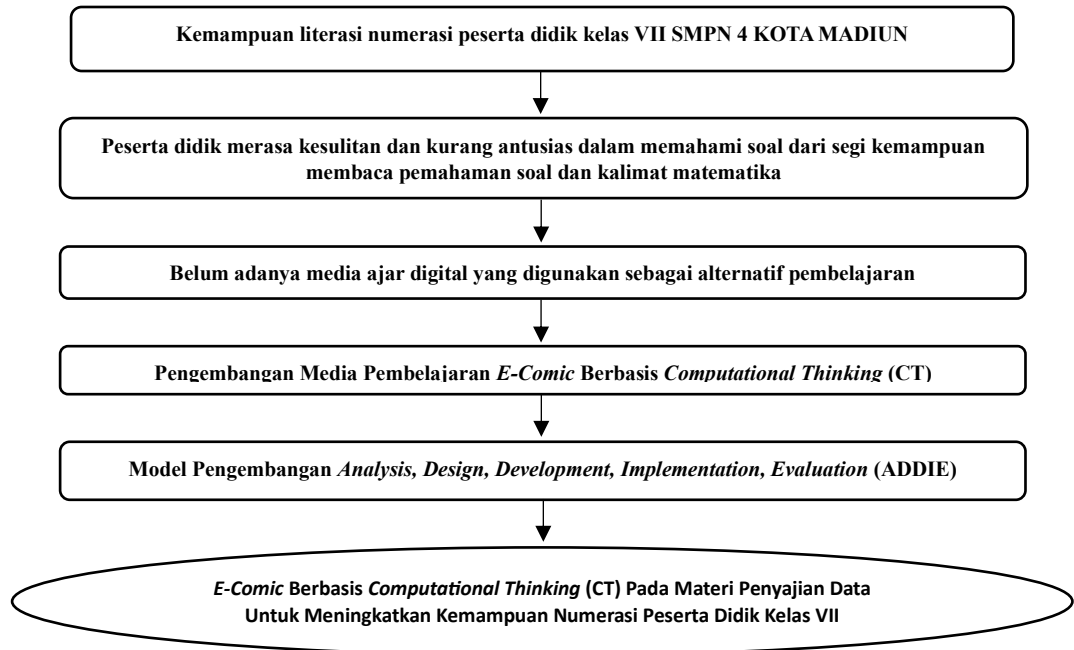 Kemampuan literasi numerasi peserta didik kelas VII SMPN 4 KOTA MADIUN
Peserta didik merasa kesulitan dan kurang antusias dalam memahami soal dari segi kemampuan
membaca pemahaman soal dan kalimat matematika
Belum adanya media ajar digital yang digunakan sebagai alternatif pembelajaran
Pengembangan Media Pembelajaran E-Comic Berbasis Computational Thinking (CT)
Model Pengembangan Analysis, Design, Development, Implementation, Evaluation (ADDIE)
E-Comic Berbasis Computational Thinking (CT) Pada Materi Penyajian Data
Untuk Meningkatkan Kemampuan Numerasi Peserta Didik Kelas VII